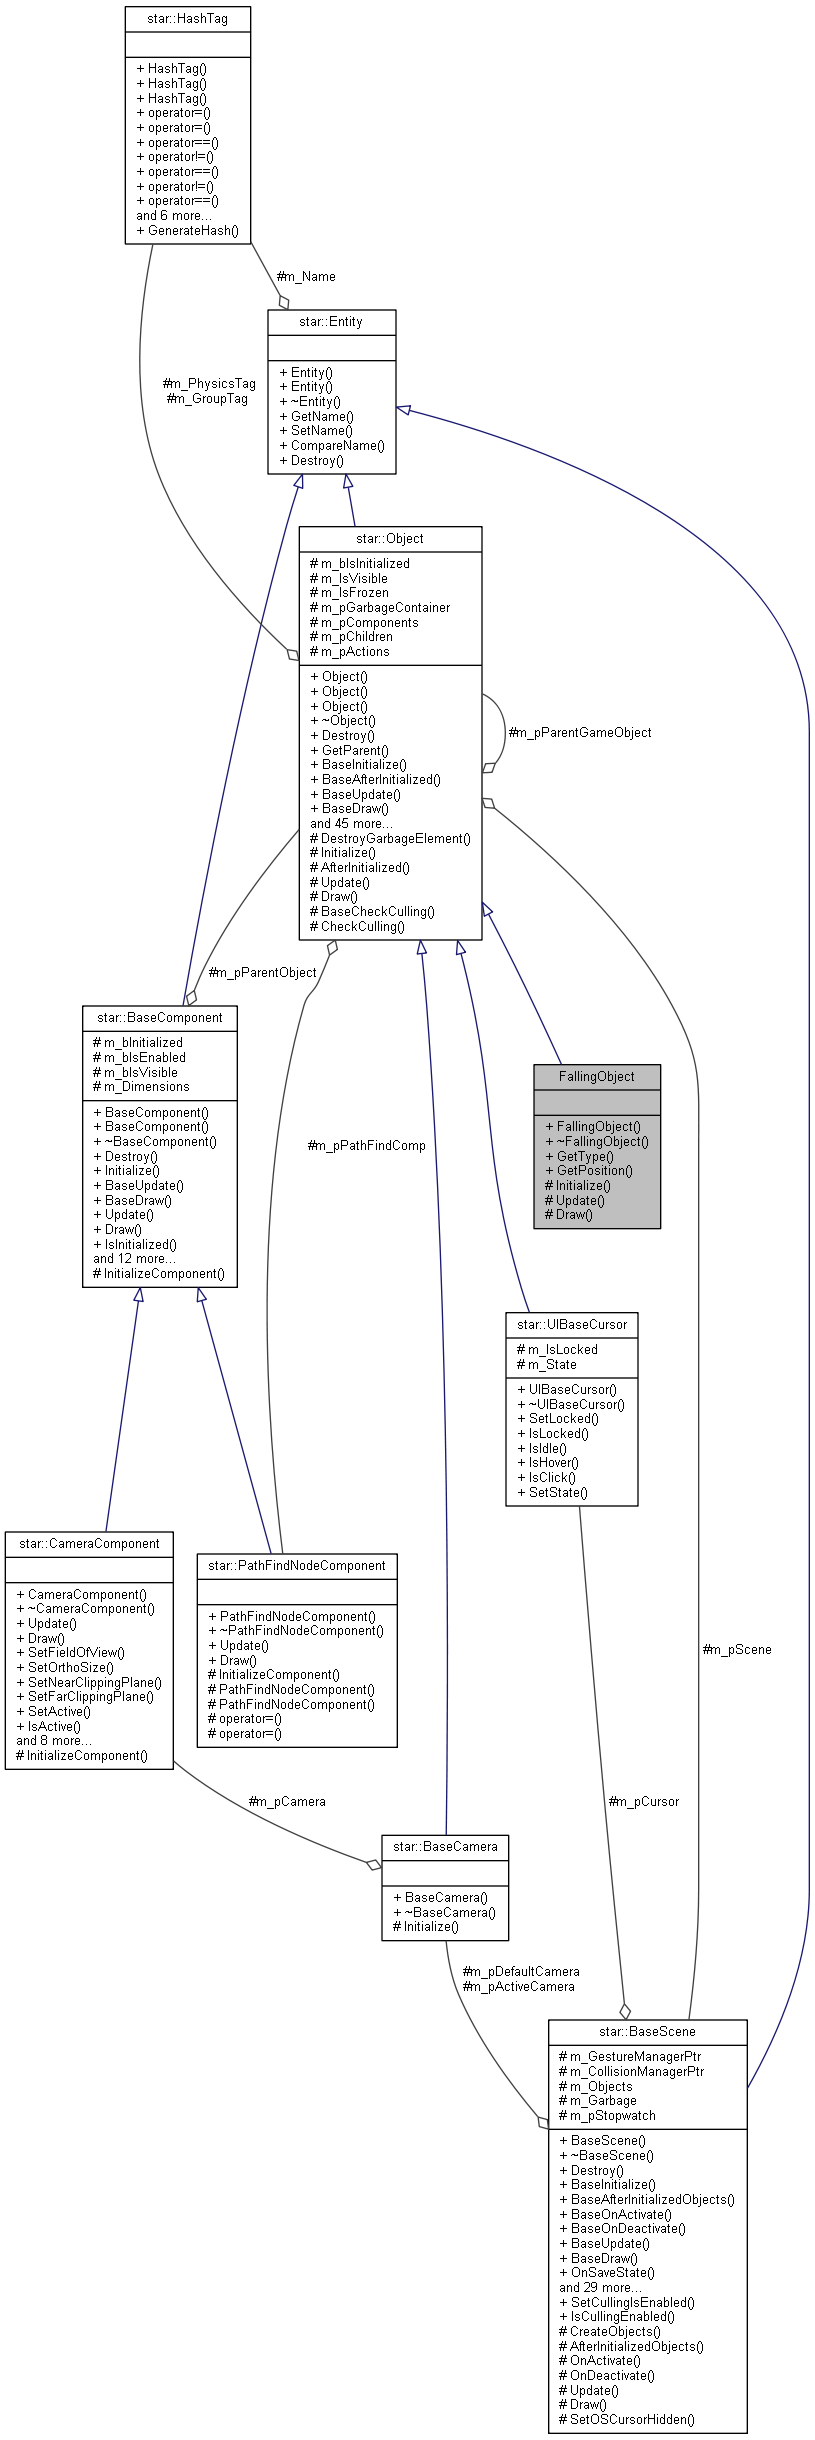 star::HashTag
+ HashTag()
+ HashTag()
+ HashTag()
+ operator=()
+ operator=()
+ operator==()
+ operator!=()
+ operator==()
+ operator!=()
+ operator==()
and 6 more...
+ GenerateHash()
#m_Name
star::Entity
+ Entity()
+ Entity()
+ ~Entity()
+ GetName()
+ SetName()
+ CompareName()
+ Destroy()
#m_PhysicsTag
#m_GroupTag
star::Object
# m_bIsInitialized
# m_IsVisible
# m_IsFrozen
# m_pGarbageContainer
# m_pComponents
# m_pChildren
# m_pActions
+ Object()
+ Object()
+ Object()
+ ~Object()
+ Destroy()
+ GetParent()
+ BaseInitialize()
+ BaseAfterInitialized()
+ BaseUpdate()
+ BaseDraw()
and 45 more...
# DestroyGarbageElement()
# Initialize()
# AfterInitialized()
# Update()
# Draw()
# BaseCheckCulling()
# CheckCulling()
#m_pParentGameObject
#m_pParentObject
star::BaseComponent
# m_bInitialized
# m_bIsEnabled
# m_bIsVisible
# m_Dimensions
+ BaseComponent()
+ BaseComponent()
+ ~BaseComponent()
+ Destroy()
+ Initialize()
+ BaseUpdate()
+ BaseDraw()
+ Update()
+ Draw()
+ IsInitialized()
and 12 more...
# InitializeComponent()
#m_pPathFindComp
FallingObject
+ FallingObject()
+ ~FallingObject()
+ GetType()
+ GetPosition()
# Initialize()
# Update()
# Draw()
star::UIBaseCursor
# m_IsLocked
# m_State
+ UIBaseCursor()
+ ~UIBaseCursor()
+ SetLocked()
+ IsLocked()
+ IsIdle()
+ IsHover()
+ IsClick()
+ SetState()
star::CameraComponent
+ CameraComponent()
+ ~CameraComponent()
+ Update()
+ Draw()
+ SetFieldOfView()
+ SetOrthoSize()
+ SetNearClippingPlane()
+ SetFarClippingPlane()
+ SetActive()
+ IsActive()
and 8 more...
# InitializeComponent()
star::PathFindNodeComponent
+ PathFindNodeComponent()
+ ~PathFindNodeComponent()
+ Update()
+ Draw()
# InitializeComponent()
# PathFindNodeComponent()
# PathFindNodeComponent()
# operator=()
# operator=()
#m_pScene
#m_pCamera
#m_pCursor
star::BaseCamera
+ BaseCamera()
+ ~BaseCamera()
# Initialize()
#m_pDefaultCamera
#m_pActiveCamera
star::BaseScene
# m_GestureManagerPtr
# m_CollisionManagerPtr
# m_Objects
# m_Garbage
# m_pStopwatch
+ BaseScene()
+ ~BaseScene()
+ Destroy()
+ BaseInitialize()
+ BaseAfterInitializedObjects()
+ BaseOnActivate()
+ BaseOnDeactivate()
+ BaseUpdate()
+ BaseDraw()
+ OnSaveState()
and 29 more...
+ SetCullingIsEnabled()
+ IsCullingEnabled()
# CreateObjects()
# AfterInitializedObjects()
# OnActivate()
# OnDeactivate()
# Update()
# Draw()
# SetOSCursorHidden()